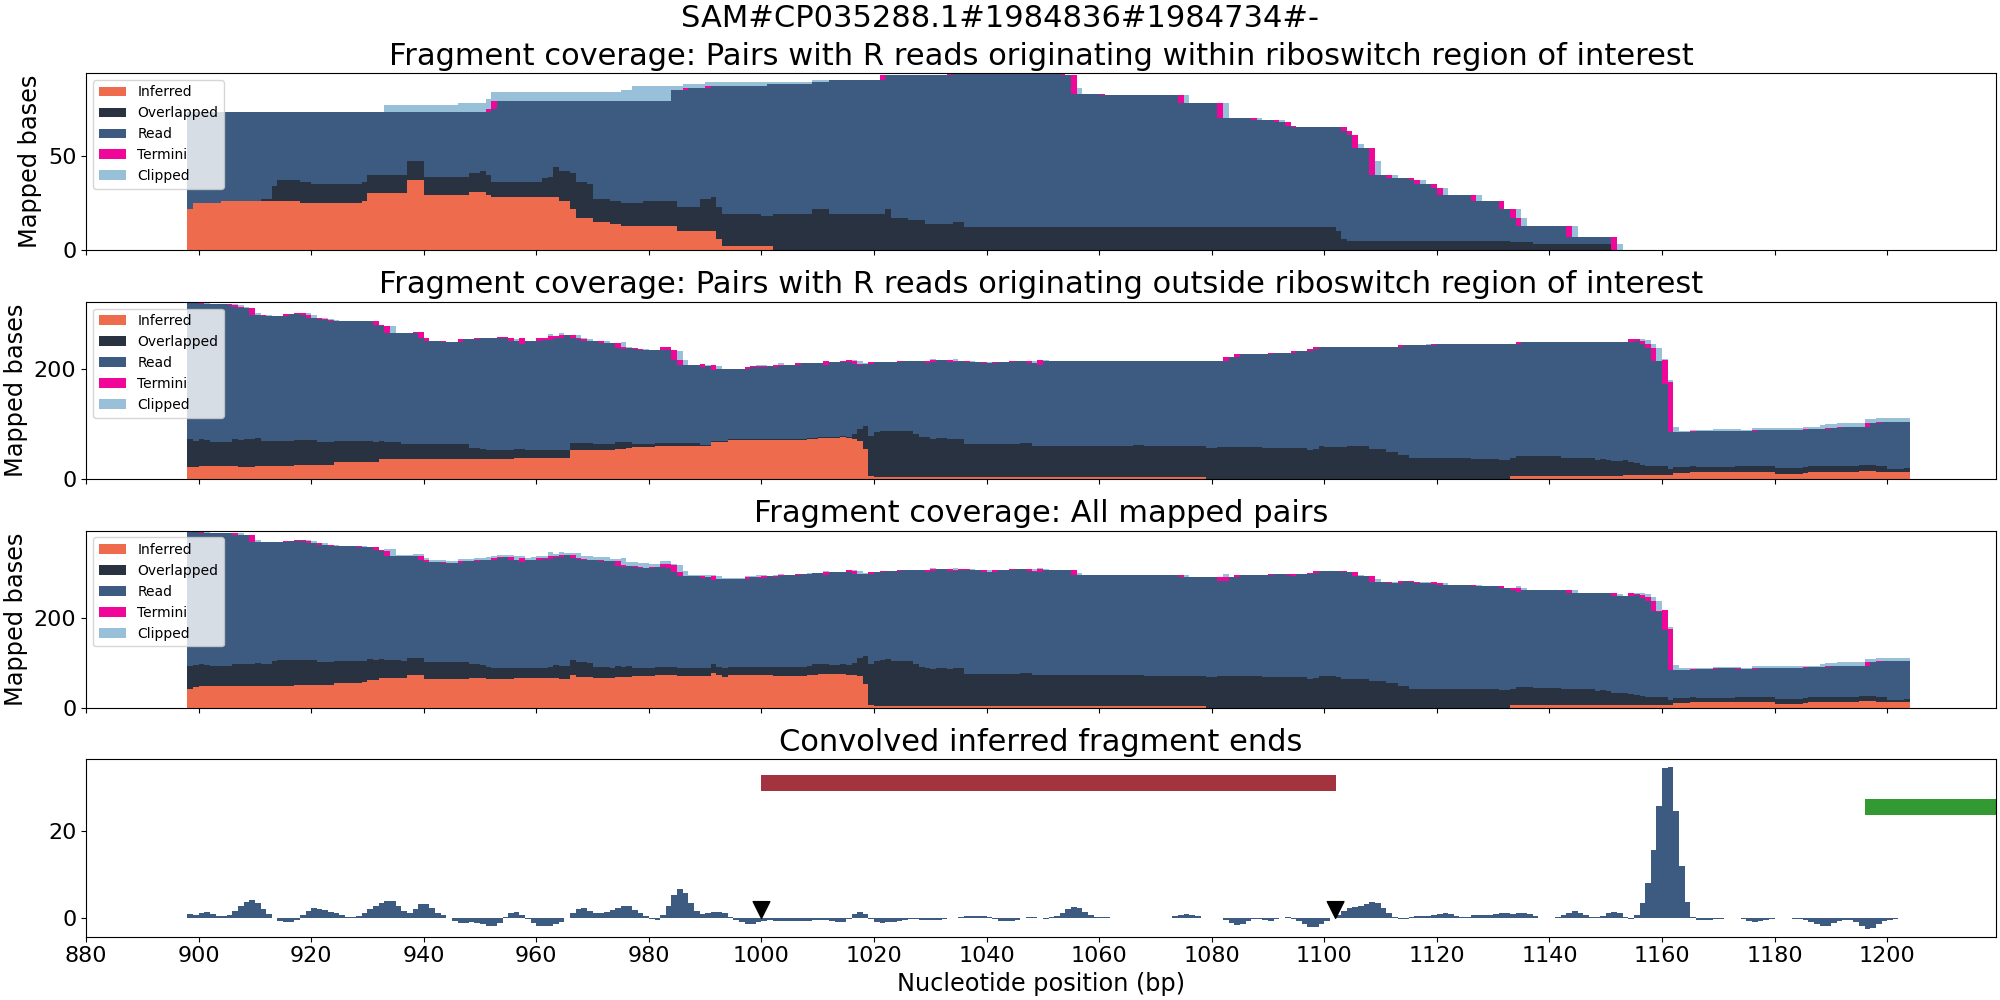 SAM#CP035288.1#1984836#1984734#-
Fragment coverage: Pairs with R reads originating within riboswitch region of interest
Mapped bases
50
0
Inferred
Overlapped
Read
Termini
Clipped
Fragment coverage: Pairs with R reads originating outside riboswitch region of interest
Mapped bases
200
0
Inferred
Overlapped
Read
Termini
Clipped
Fragment coverage: All mapped pairs
Mapped bases
200
0
Inferred
Overlapped
Read
Termini
Clipped
Convolved inferred fragment ends
20
0
880 900 920 940 960 980 1000 1020 1040 1060 1080 1100 1120 1140 1160 1180 1200
Nucleotide position (bp)